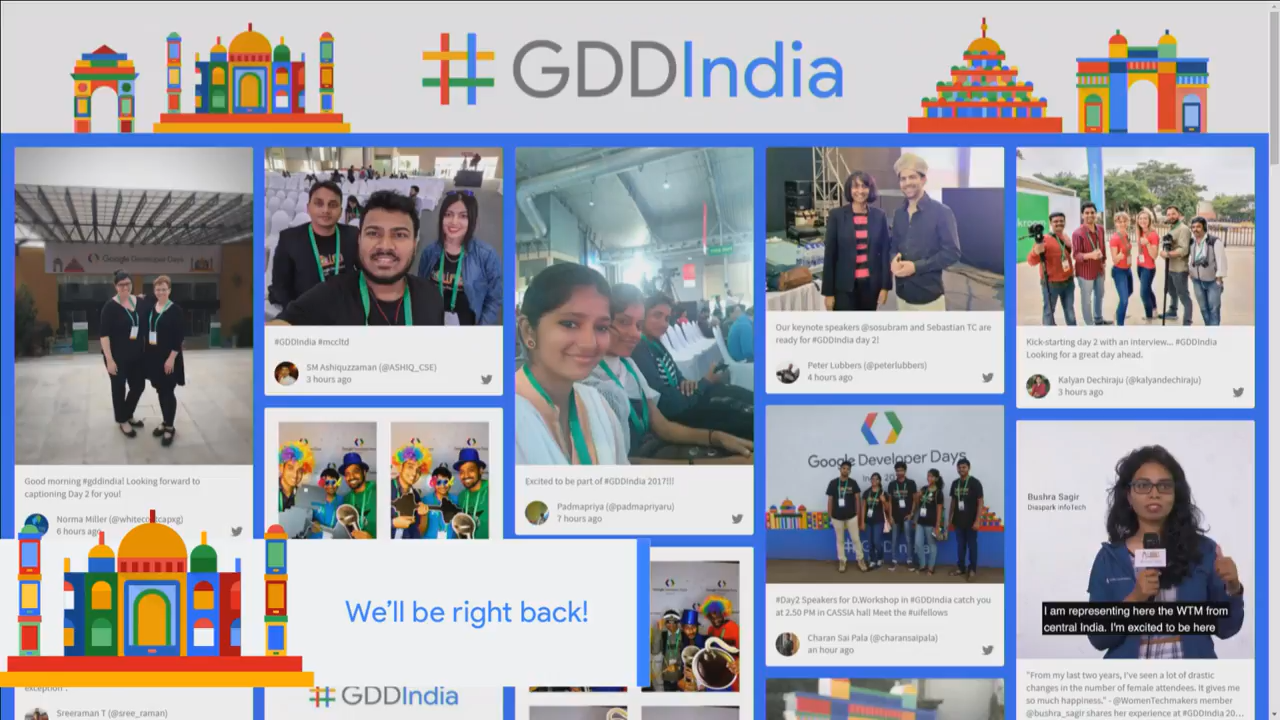 #GDDIndia
Google Developer Days
Good morning #gddindia! Looking forward to
captioning Day 2 for you!
6 hours ago
#GDDIndia #mccltd
SM Ashiquzzaman (@ASHIQ_CSE)
3 hours ago
Excited to be part of #GDDIndia 2017!!!
Padmapriya (@padmapriyaru)
7 hours ago
Our keynote speakers @sosubram and Sebastian TC are
ready for #GDDIndia day 2!
Peter Lubbers (@peterlubbers)
4 hours ago
Kick-starting day 2 with an interview... #GDDIndia
Looking for a great day ahead.
Kalyan Dechiraju (@kalyandechiraju)
3 hours ago
Google Developer Days
#Day2 Speakers for D.Workshop in #GDDIndia catch you
at 2.50 PM in CASSIA hall Meet the #uifellows
Charan Sai Pala (@charansaipala)
an hour ago
Bushra Sagir
Diaspark infoTech
I am representing here the WTM from
central India. I'm excited to be here
"From my last two years, I've seen a lot of drastic
changes in the number of female attendees. It gives me
so much happiness." - @WomenTechmakers member
@bushra_sagir shares her experience at #GDDIndia 20...
We'll be right back!
Sreeraman T (@sree_raman)
#GDDIndia